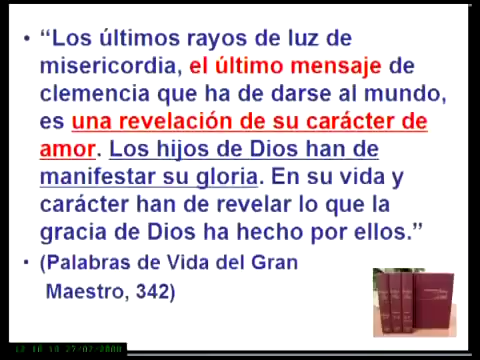 • “Los últimos rayos de luz de
misericordia, el último mensaje de
clemencia que ha de darse al mundo,
es una revelación de su carácter de
amor. Los hijos de Dios han de
manifestar su gloria. En su vida y
carácter han de revelar lo que la
gracia de Dios ha hecho por ellos.”
• (Palabras de Vida del Gran
Maestro, 342)